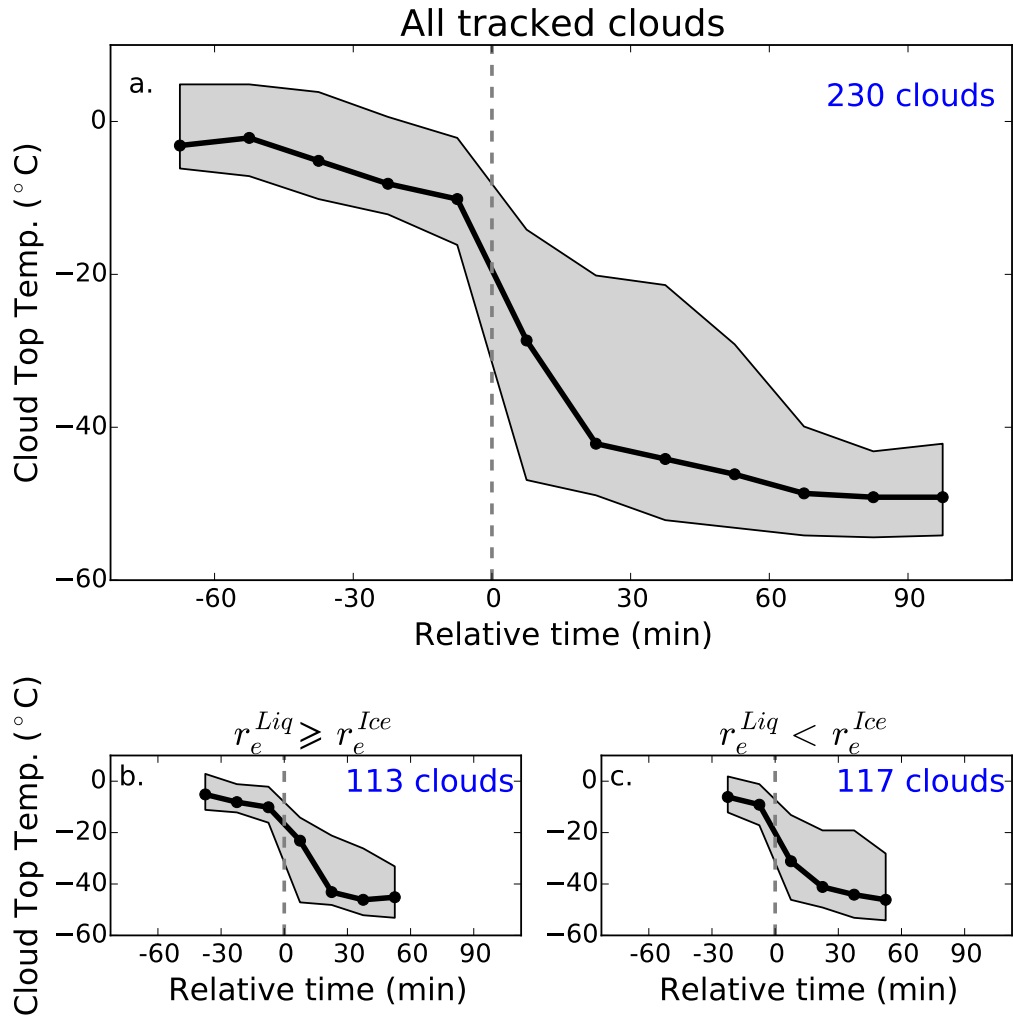 All tracked clouds
a.
230 clouds
0
−20
−40
−60
Cloud Top Temp. (°C)
-60 -30 0 30 60 90
Relative time (min)
r_e^{Liq} ⩾ r_e^{Ice}
b.
113 clouds
0
−20
−40
−60
Cloud Top Temp. (°C)
-60 -30 0 30 60 90
Relative time (min)
r_e^{Liq} < r_e^{Ice}
c.
117 clouds
0
−20
−40
−60
-60 -30 0 30 60 90
Relative time (min)